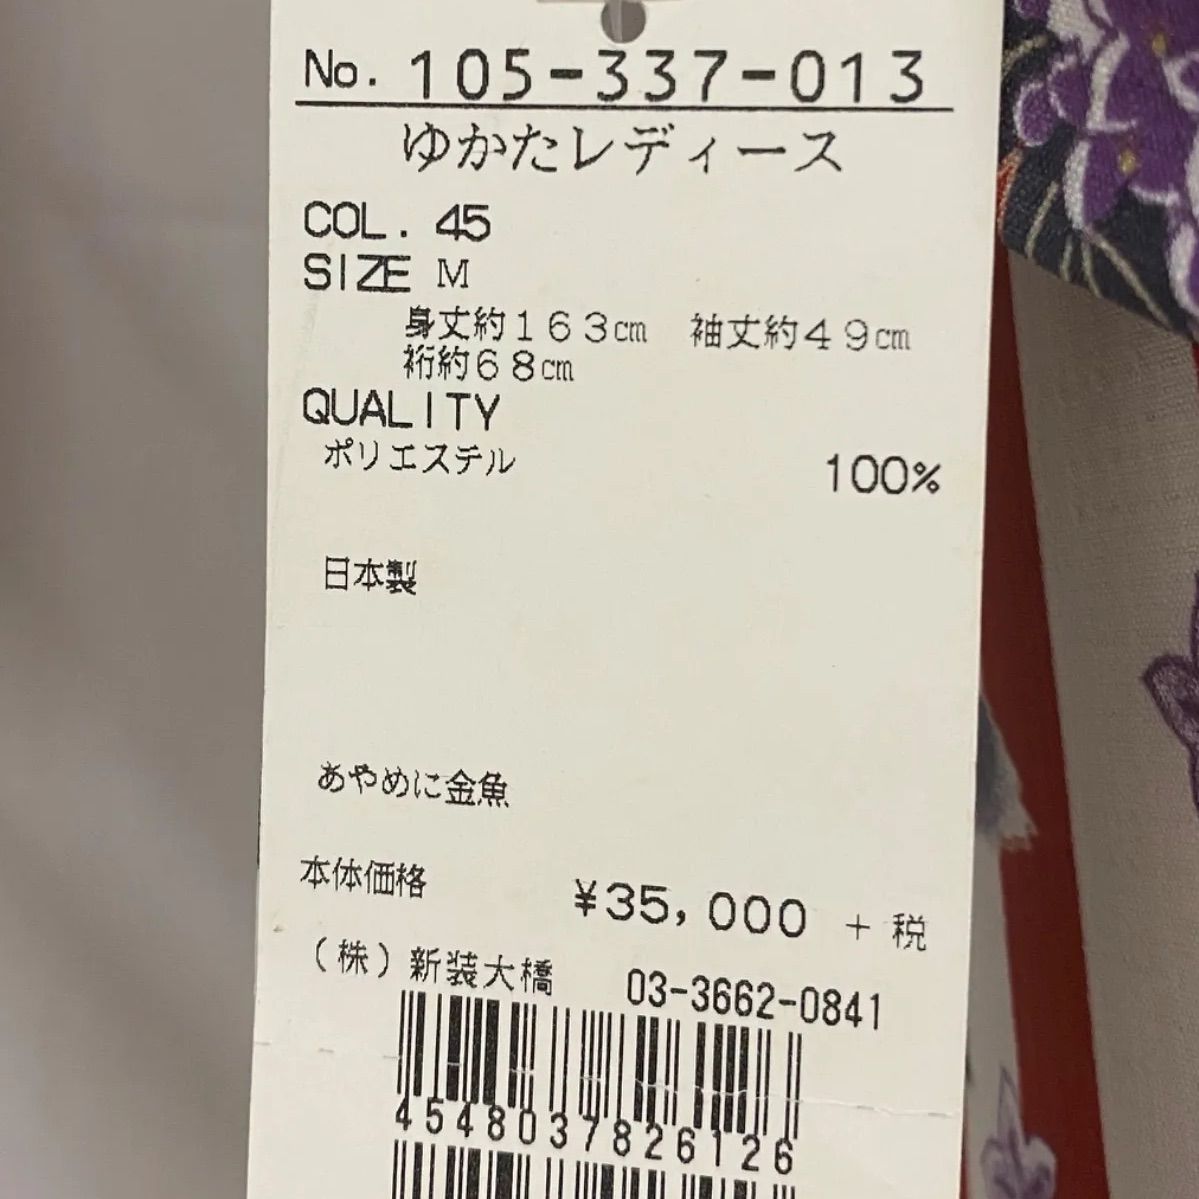 No. 105-337-013
ゆかたレディース
COL. 45
SIZE M
身丈約163㎝ 袖丈約49㎝
裄約68㎝
QUALITY
ポリエステル 100%
日本製
あやめに金魚
本体価格 ¥35,000 + 税
(株)新装大橋 03-3662-0841
4548037826126